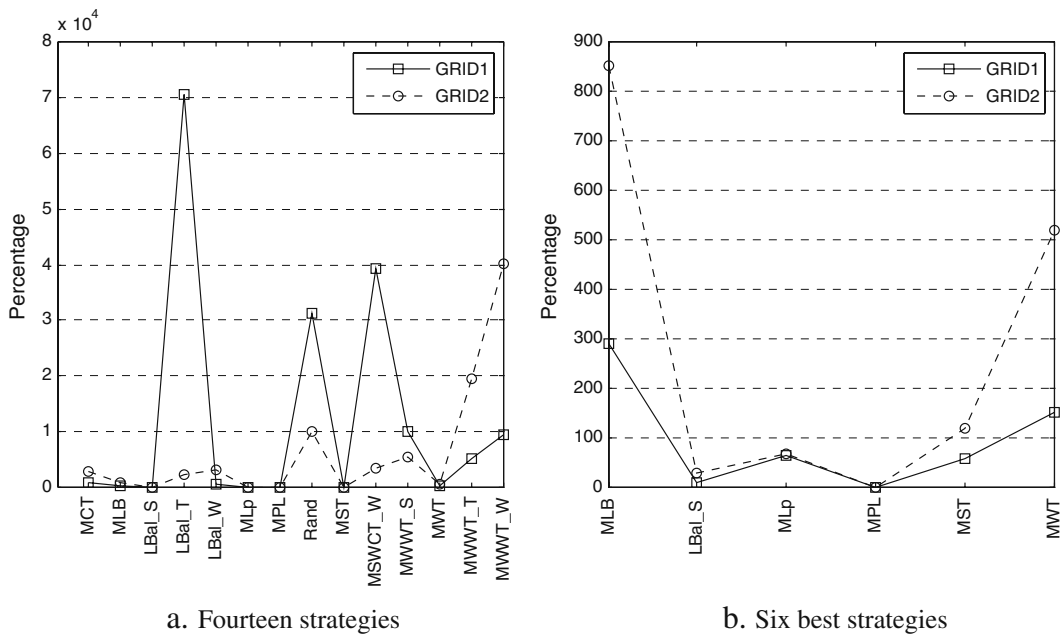 x 10^4
8
7
6
5
4
3
2
1
0
Percentage
GRID1
GRID2
MCT
MLB
LBal_S
LBal_T
LBal_W
MLp
MPL
Rand
MST
MSWCT_W
MWWT_S
MWT
MWWT_T
MWWT_W
a. Fourteen strategies
900
800
700
600
500
400
300
200
100
0
Percentage
GRID1
GRID2
MLB
LBal_S
MLp
MPL
MST
MWT
b. Six best strategies